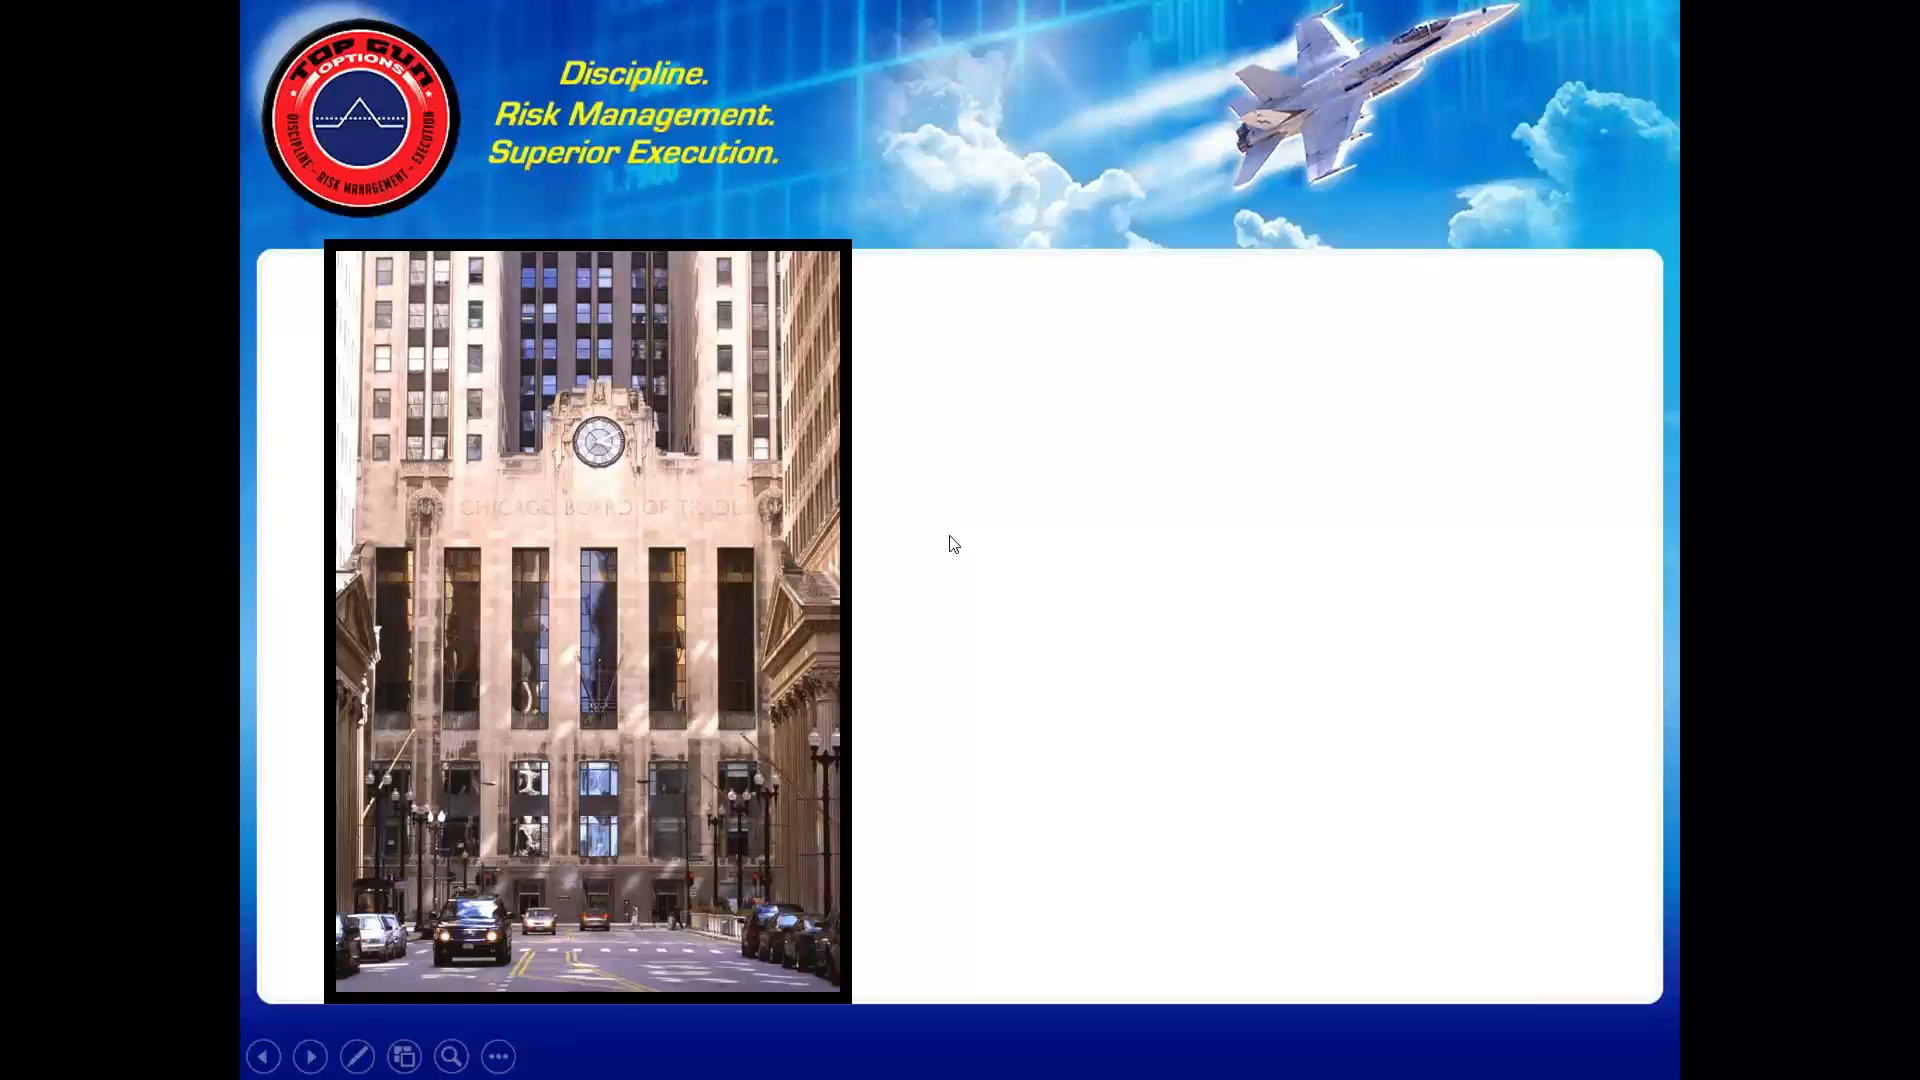 TOP GUN
OPTIONS
DISCIPLINE - RISK MANAGEMENT - EXECUTION
Discipline.
Risk Management.
Superior Execution.
CHICAGO BOARD OF TRADE